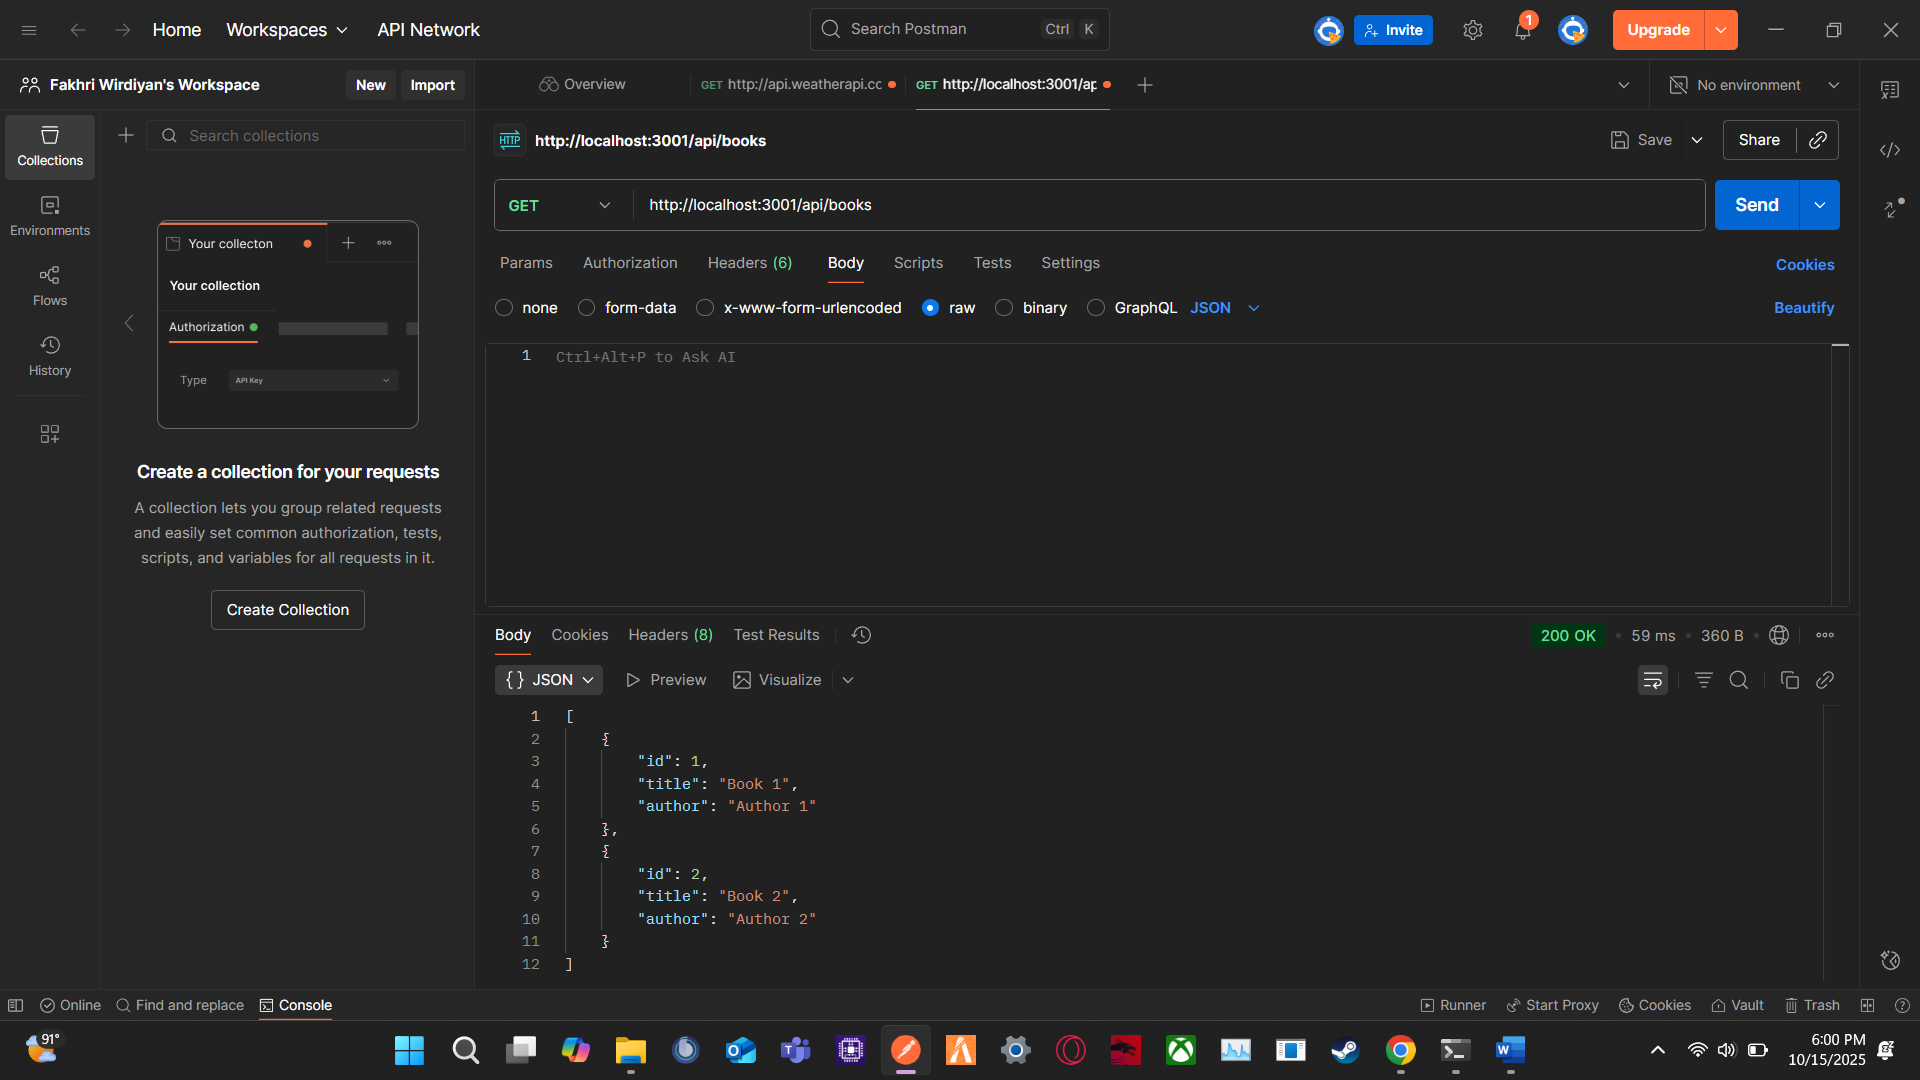 Home
Workspaces
API Network
Search Postman
Ctrl K
Invite
1
Upgrade
Fakhri Wirdiyan's Workspace
New
Import
Overview
GET http://api.weatherapi.cc
GET http://localhost:3001/ap
No environment
Collections
Environments
Flows
History
Search collections
Your collecton
Your collection
Authorization
Type
API Key
Create a collection for your requests
A collection lets you group related requests
and easily set common authorization, tests,
scripts, and variables for all requests in it.
Create Collection
HTTP
http://localhost:3001/api/books
Save
Share
GET
http://localhost:3001/api/books
Send
Params
Authorization
Headers (6)
Body
Scripts
Tests
Settings
Cookies
none
form-data
x-www-form-urlencoded
raw
binary
GraphQL
JSON
Beautify
1 Ctrl+Alt+P to Ask AI
Body
Cookies
Headers (8)
Test Results
200 OK
59 ms
360 B
{} JSON
Preview
Visualize
1 [
2 {
3 "id": 1,
4 "title": "Book 1",
5 "author": "Author 1"
6 },
7 {
8 "id": 2,
9 "title": "Book 2",
10 "author": "Author 2"
11 }
12 ]
Online
Find and replace
Console
Runner
Start Proxy
Cookies
Vault
Trash
91°
6:00 PM
10/15/2025